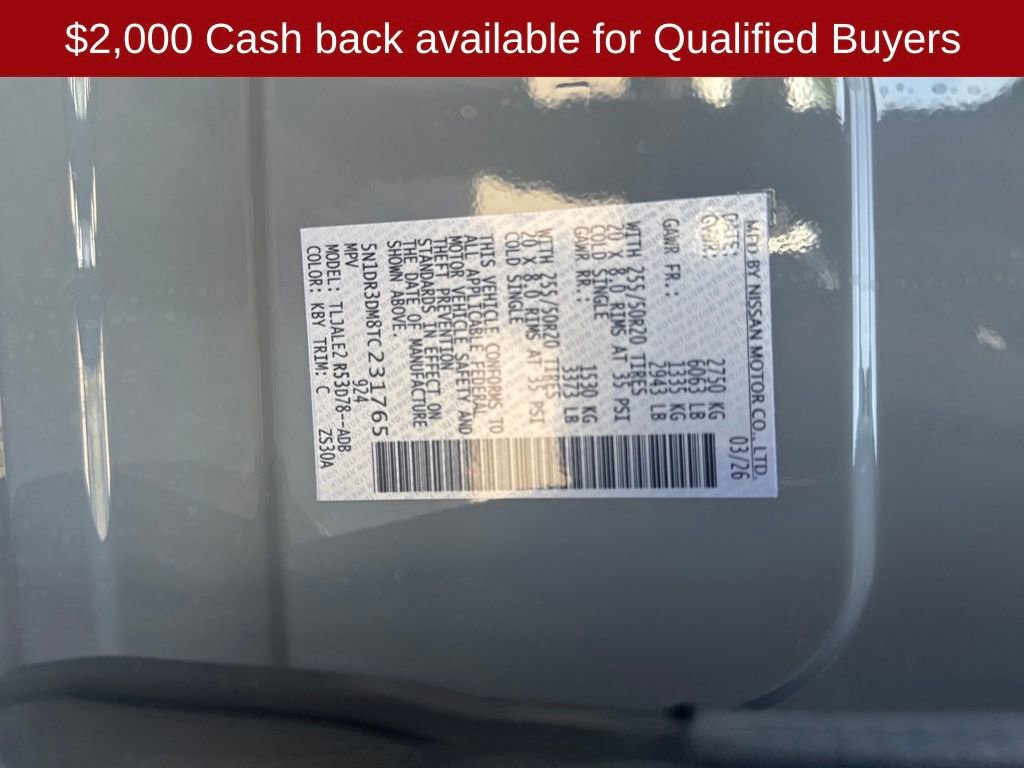 $2,000 Cash back available for Qualified Buyers
MFD BY NISSAN MOTOR CO., LTD.
DATE: 03/26
GVWR: 2750 KG
6063 LB
GAWR FR.: 1335 KG
2943 LB
WITH 255/50R20 TIRES
20 X 8.0 RIMS AT 35 PSI
COLD SINGLE
GAWR RR.: 1530 KG
3373 LB
WITH 255/50R20 TIRES
20 X 8.0 RIMS AT 35 PSI
COLD SINGLE
THIS VEHICLE CONFORMS TO
ALL APPLICABLE FEDERAL
MOTOR VEHICLE SAFETY AND
THEFT PREVENTION
STANDARDS IN EFFECT ON
THE DATE OF MANUFACTURE
SHOWN ABOVE.
5N1DR3DM8TC231765
MPV 924
MODEL: TLJALE2 R53D78-ADB
COLOR: KBY TRIM: C ZS30A